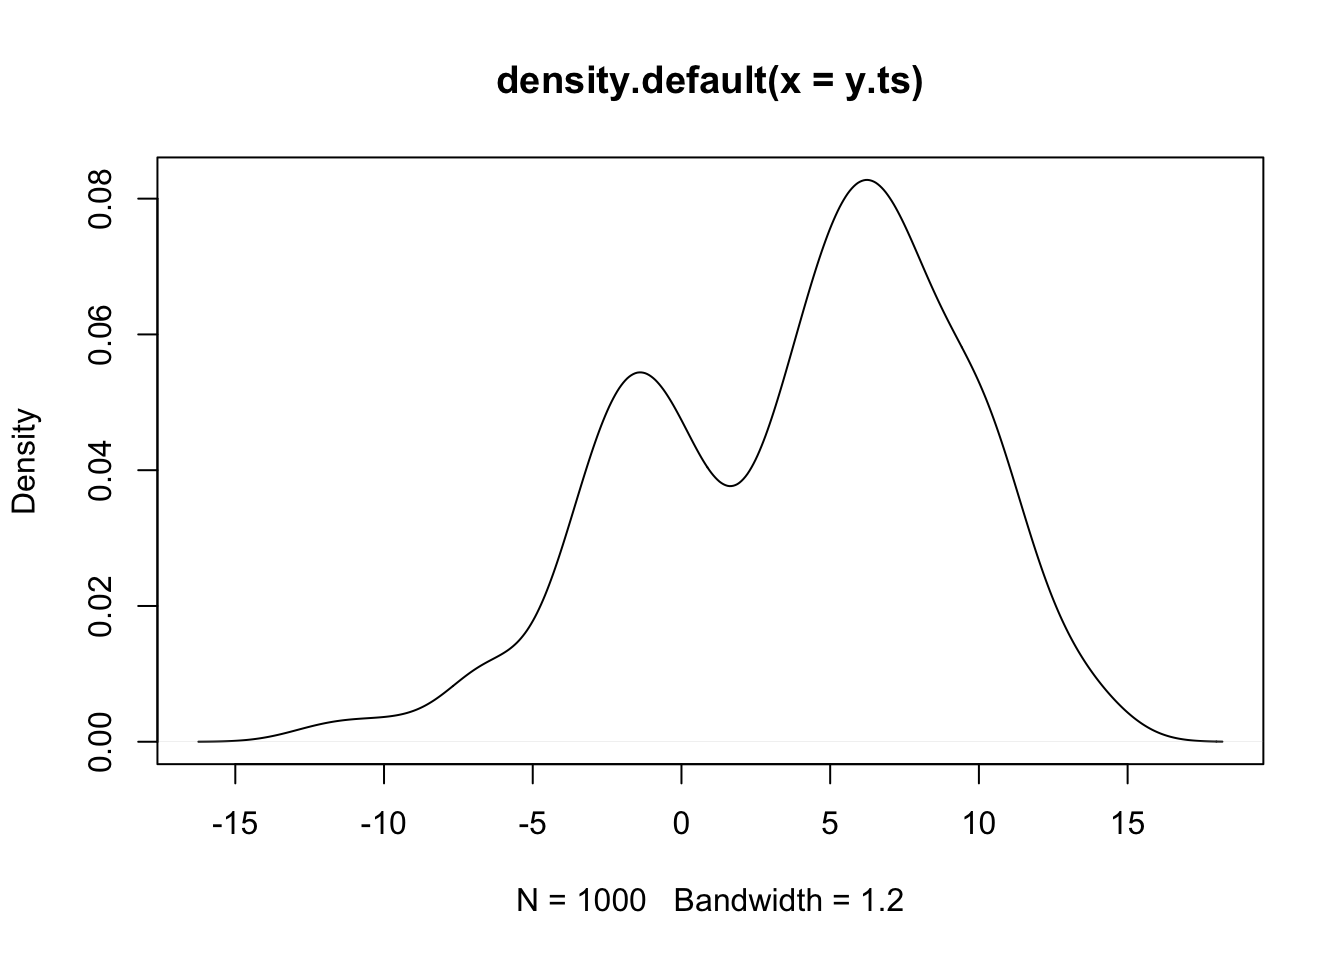 density.default(x = y.ts)
Density
0.08
0.06
0.04
0.02
0.00
-15 -10 -5 0 5 10 15
N = 1000 Bandwidth = 1.2